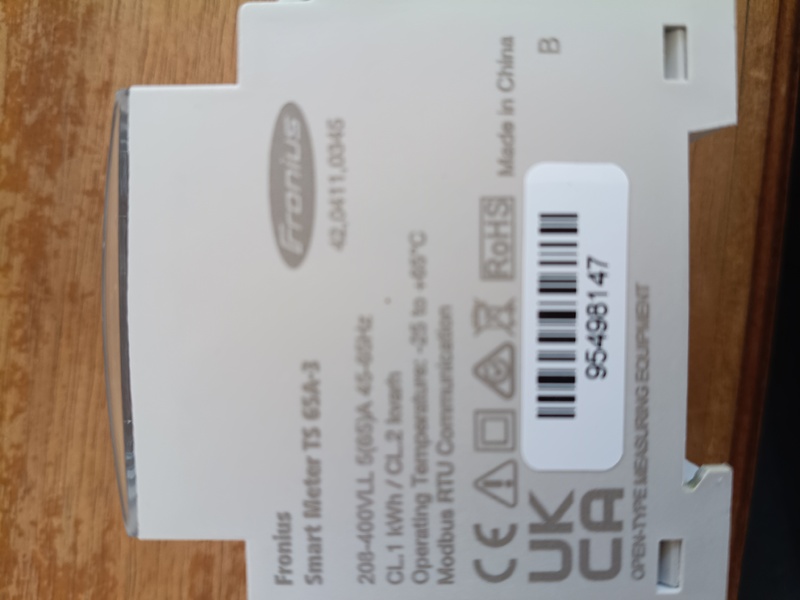 Fronius
42,0411,0345
Fronius
Smart Meter TS 65A-3
208-400VLL 5(65)A 45-65Hz
CL.1 kWh / CL.2 kvarh
Operating Temperature: -25 to +65°C
Modbus RTU Communication
CE
RoHS
Made in China
B
UK
CA
95498147
OPEN-TYPE MEASURING EQUIPMENT